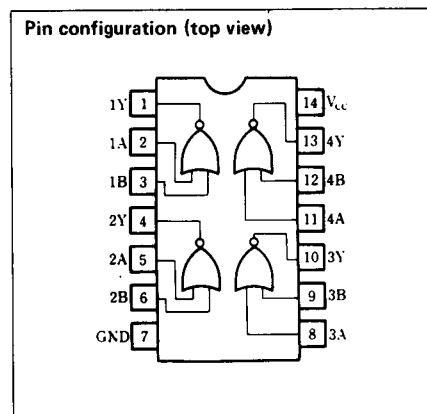 Pin configuration (top view)
1Y 1
1A 2
1B 3
2Y 4
2A 5
2B 6
GND 7
14 Vcc
13 4Y
12 4B
11 4A
10 3Y
9 3B
8 3A